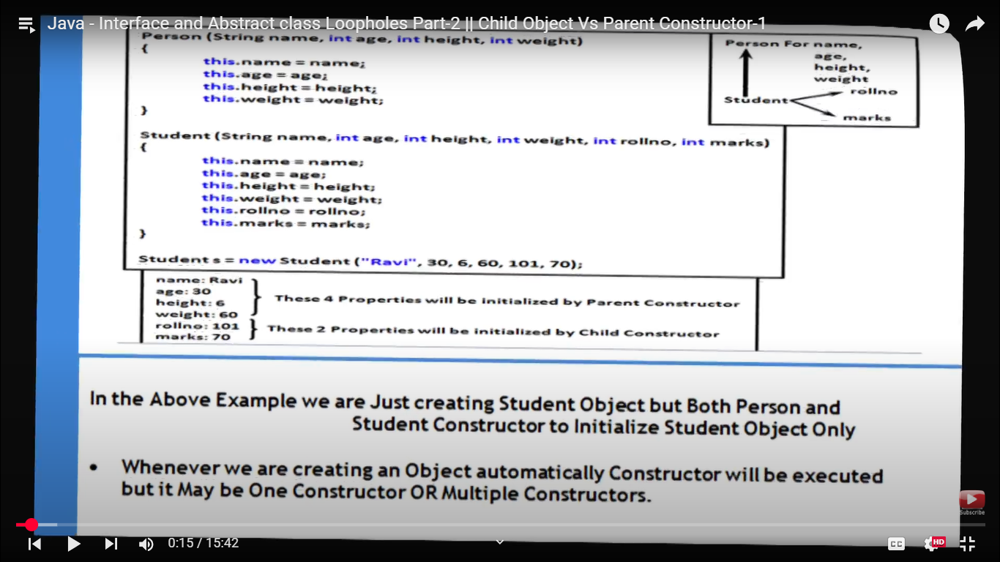 Java - Interface and Abstract class Loopholes Part-2 || Child Object Vs Parent Constructor-1
Person (String name, int age, int height, int weight)
{
this.name = name;
this.age = age;
this.height = height;
this.weight = weight;
}
Person For name,
age,
height,
weight
Student
rollno
marks
Student (String name, int age, int height, int weight, int rollno, int marks)
{
this.name = name;
this.age = age;
this.height = height;
this.weight = weight;
this.rollno = rollno;
this.marks = marks;
}
Student s = new Student ("Ravi", 30, 6, 60, 101, 70);
name: Ravi
age: 30
height: 6
weight: 60
These 4 Properties will be initialized by Parent Constructor
rollno: 101
marks: 70
These 2 Properties will be initialized by Child Constructor
In the Above Example we are Just creating Student Object but Both Person and
Student Constructor to Initialize Student Object Only
• Whenever we are creating an Object automatically Constructor will be executed
but it May be One Constructor OR Multiple Constructors.
Subscribe
0:15 / 15:42
CC
HD